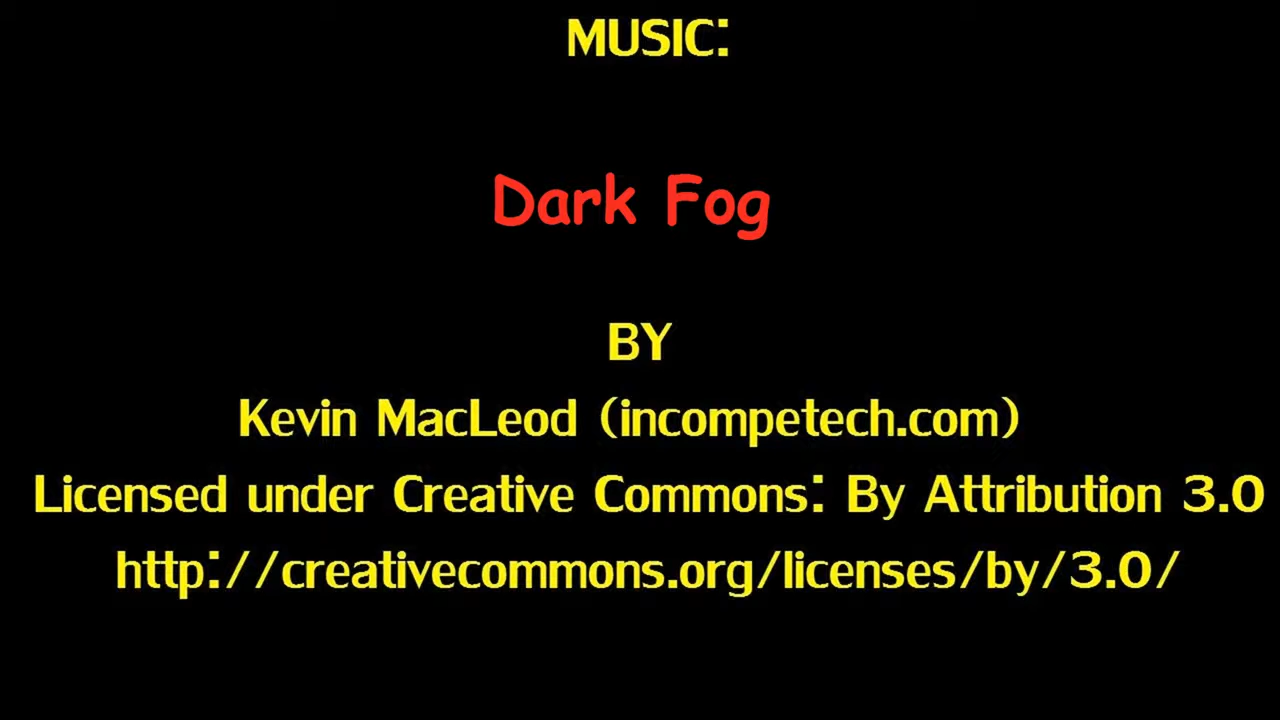 MUSIC:
Dark Fog
BY
Kevin MacLeod (incompetech.com)
Licensed under Creative Commons: By Attribution 3.0
http://creativecommons.org/licenses/by/3.0/